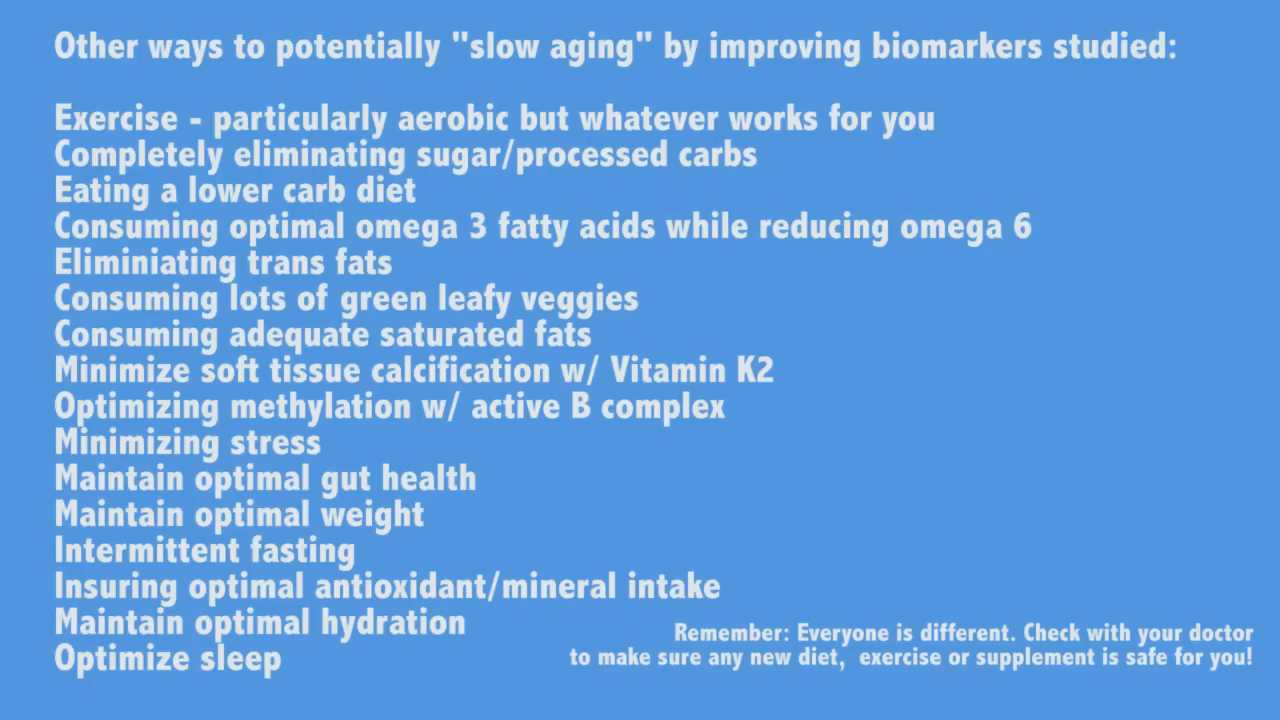 Other ways to potentially "slow aging" by improving biomarkers studied:
Exercise - particularly aerobic but whatever works for you
Completely eliminating sugar/processed carbs
Eating a lower carb diet
Consuming optimal omega 3 fatty acids while reducing omega 6
Eliminiating trans fats
Consuming lots of green leafy veggies
Consuming adequate saturated fats
Minimize soft tissue calcification w/ Vitamin K2
Optimizing methylation w/ active B complex
Minimizing stress
Maintain optimal gut health
Maintain optimal weight
Intermittent fasting
Insuring optimal antioxidant/mineral intake
Maintain optimal hydration
Optimize sleep
Remember: Everyone is different. Check with your doctor
to make sure any new diet, exercise or supplement is safe for you!